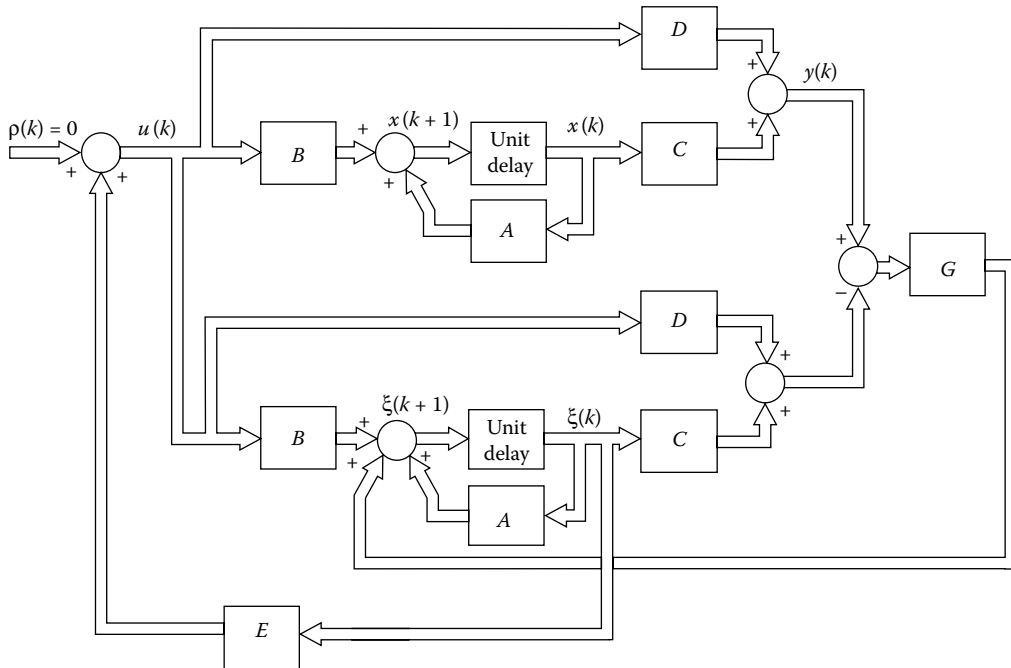 D
+
y(k)
+
ρ(k) = 0
u(k)
x(k + 1)
x(k)
+
+
+
+
B
Unit
delay
C
+
A
+
G
−
D
+
ξ(k + 1)
ξ(k)
+
+
B
Unit
delay
C
+
+
A
E